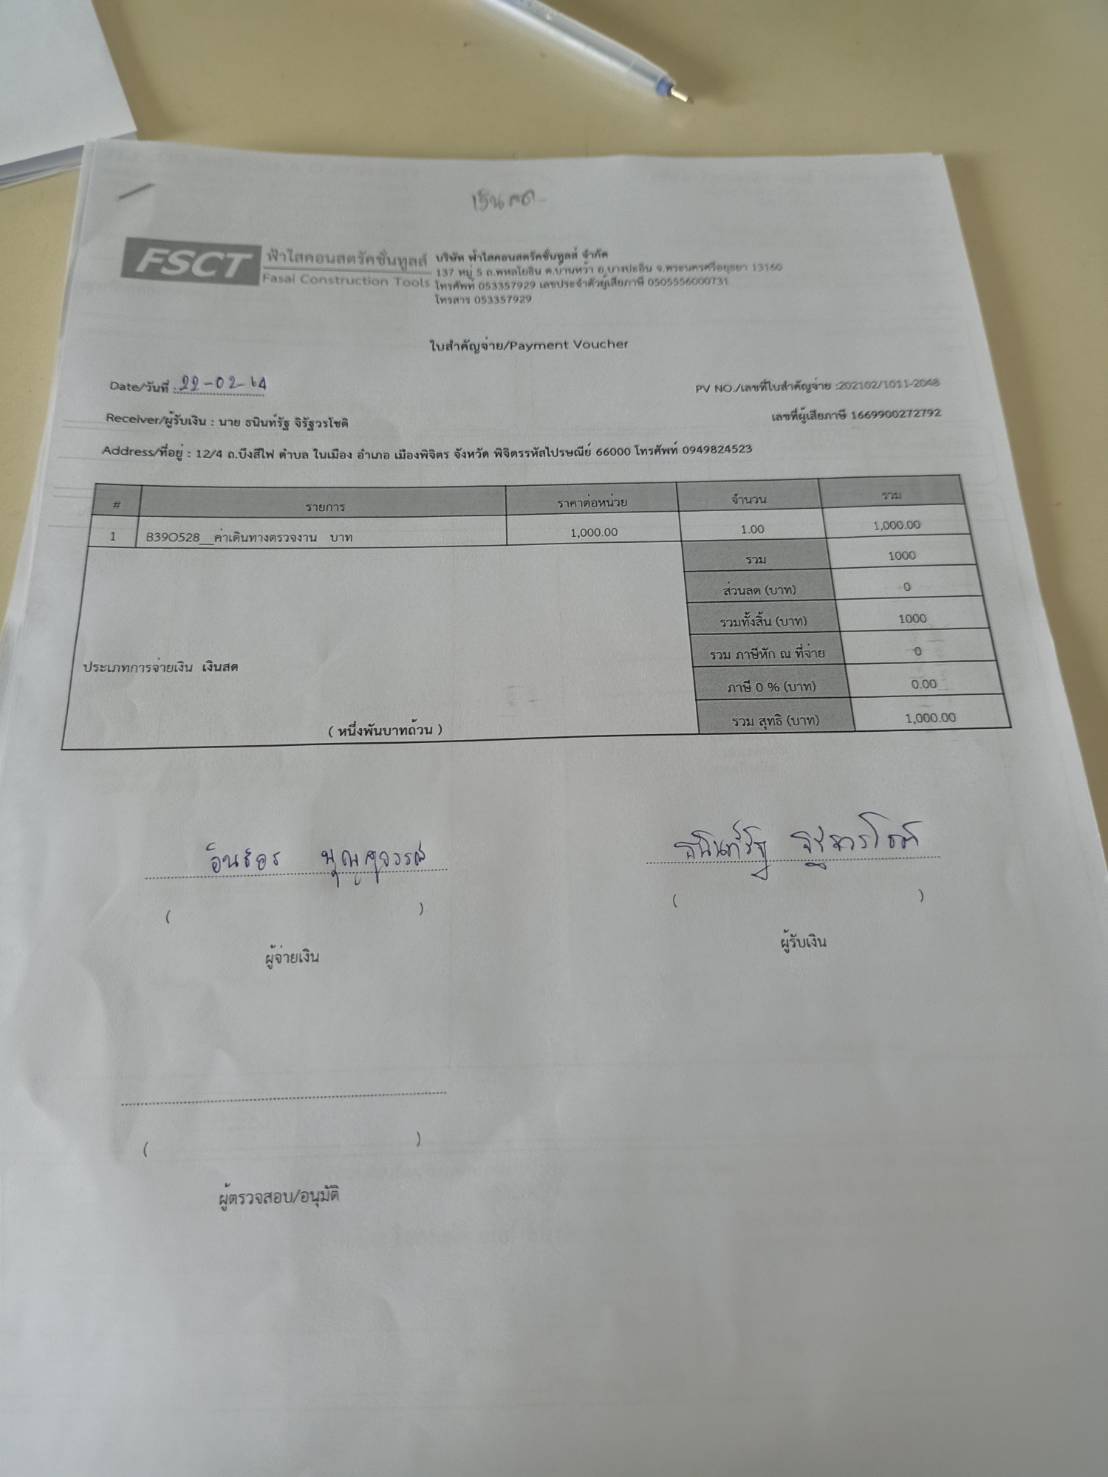 เงินสด
FSCT ฟ้าใสคอนสตรัคชั่นทูลส์
Fasai Construction Tools
บริษัท ฟ้าใสคอนสตรัคชั่นทูลส์ จำกัด
137 หมู่ 5 ถ.พหลโยธิน ต.บ้านหว้า อ.บางปะอิน จ.พระนครศรีอยุธยา 13160
โทรศัพท์ 053357929 เลขประจำตัวผู้เสียภาษี 0505556000731
โทรสาร 053357929
ใบสำคัญจ่าย/Payment Voucher
Date/วันที่ : 22-02-64
PV NO./เลขที่ใบสำคัญจ่าย :202102/1011-2048
Receiver/ผู้รับเงิน : นาย ธนินท์รัฐ จิรัฐวรโชติ
เลขที่ผู้เสียภาษี 1669900272792
Address/ที่อยู่ : 12/4 ถ.บึงสีไฟ ตำบล ในเมือง อำเภอ เมืองพิจิตร จังหวัด พิจิตรรหัสไปรษณีย์ 66000 โทรศัพท์ 0949824523
# รายการ ราคาต่อหน่วย จำนวน รวม
1 B390528__ค่าเดินทางตรวจงาน บาท 1,000.00 1.00 1,000.00
รวม 1000
ส่วนลด (บาท) 0
รวมทั้งสิ้น (บาท) 1000
รวม ภาษีหัก ณ ที่จ่าย 0
ประเภทการจ่ายเงิน เงินสด
ภาษี 0 % (บาท) 0.00
( หนึ่งพันบาทถ้วน )
รวม สุทธิ (บาท) 1,000.00
ธนินท์รัฐ จิรัฐวรโชติ
( )
( )
ผู้จ่ายเงิน
ผู้รับเงิน
( )
ผู้ตรวจสอบ/อนุมัติ